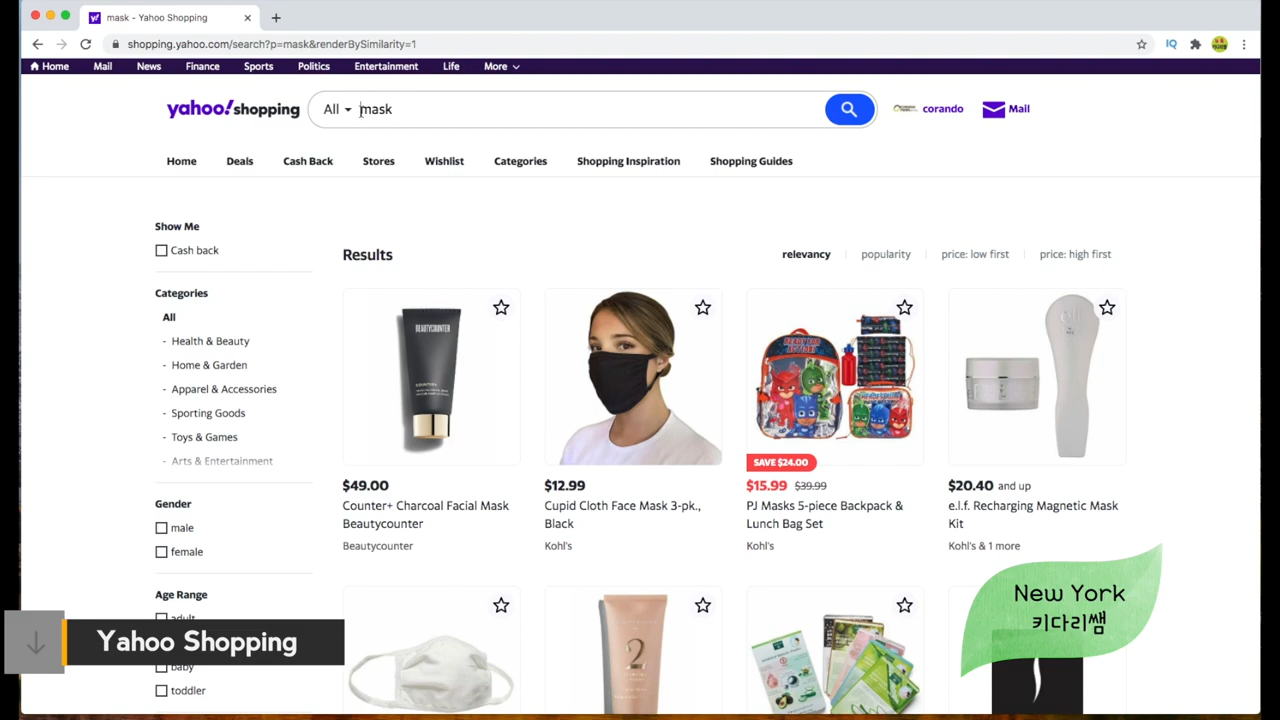 mask - Yahoo Shopping
shopping.yahoo.com/search?p=mask&renderBySimilarity=1
IQ
Home Mail News Finance Sports Politics Entertainment Life More
yahoo!shopping
All mask
corando
Mail
Home Deals Cash Back Stores Wishlist Categories Shopping Inspiration Shopping Guides
Show Me
Cash back
Categories
All
- Health & Beauty
- Home & Garden
- Apparel & Accessories
- Sporting Goods
- Toys & Games
- Arts & Entertainment
Gender
male
female
Age Range
adult
baby
toddler
Results
relevancy popularity price: low first price: high first
BEAUTYCOUNTER
$49.00
Counter+ Charcoal Facial Mask
Beautycounter
Beautycounter
$12.99
Cupid Cloth Face Mask 3-pk.,
Black
Kohl's
READY FOR
ACTION!
SAVE $24.00
$15.99 $39.99
PJ Masks 5-piece Backpack &
Lunch Bag Set
Kohl's
$20.40 and up
e.l.f. Recharging Magnetic Mask
Kit
Kohl's & 1 more
2
Yahoo Shopping
New York
키다리쌤